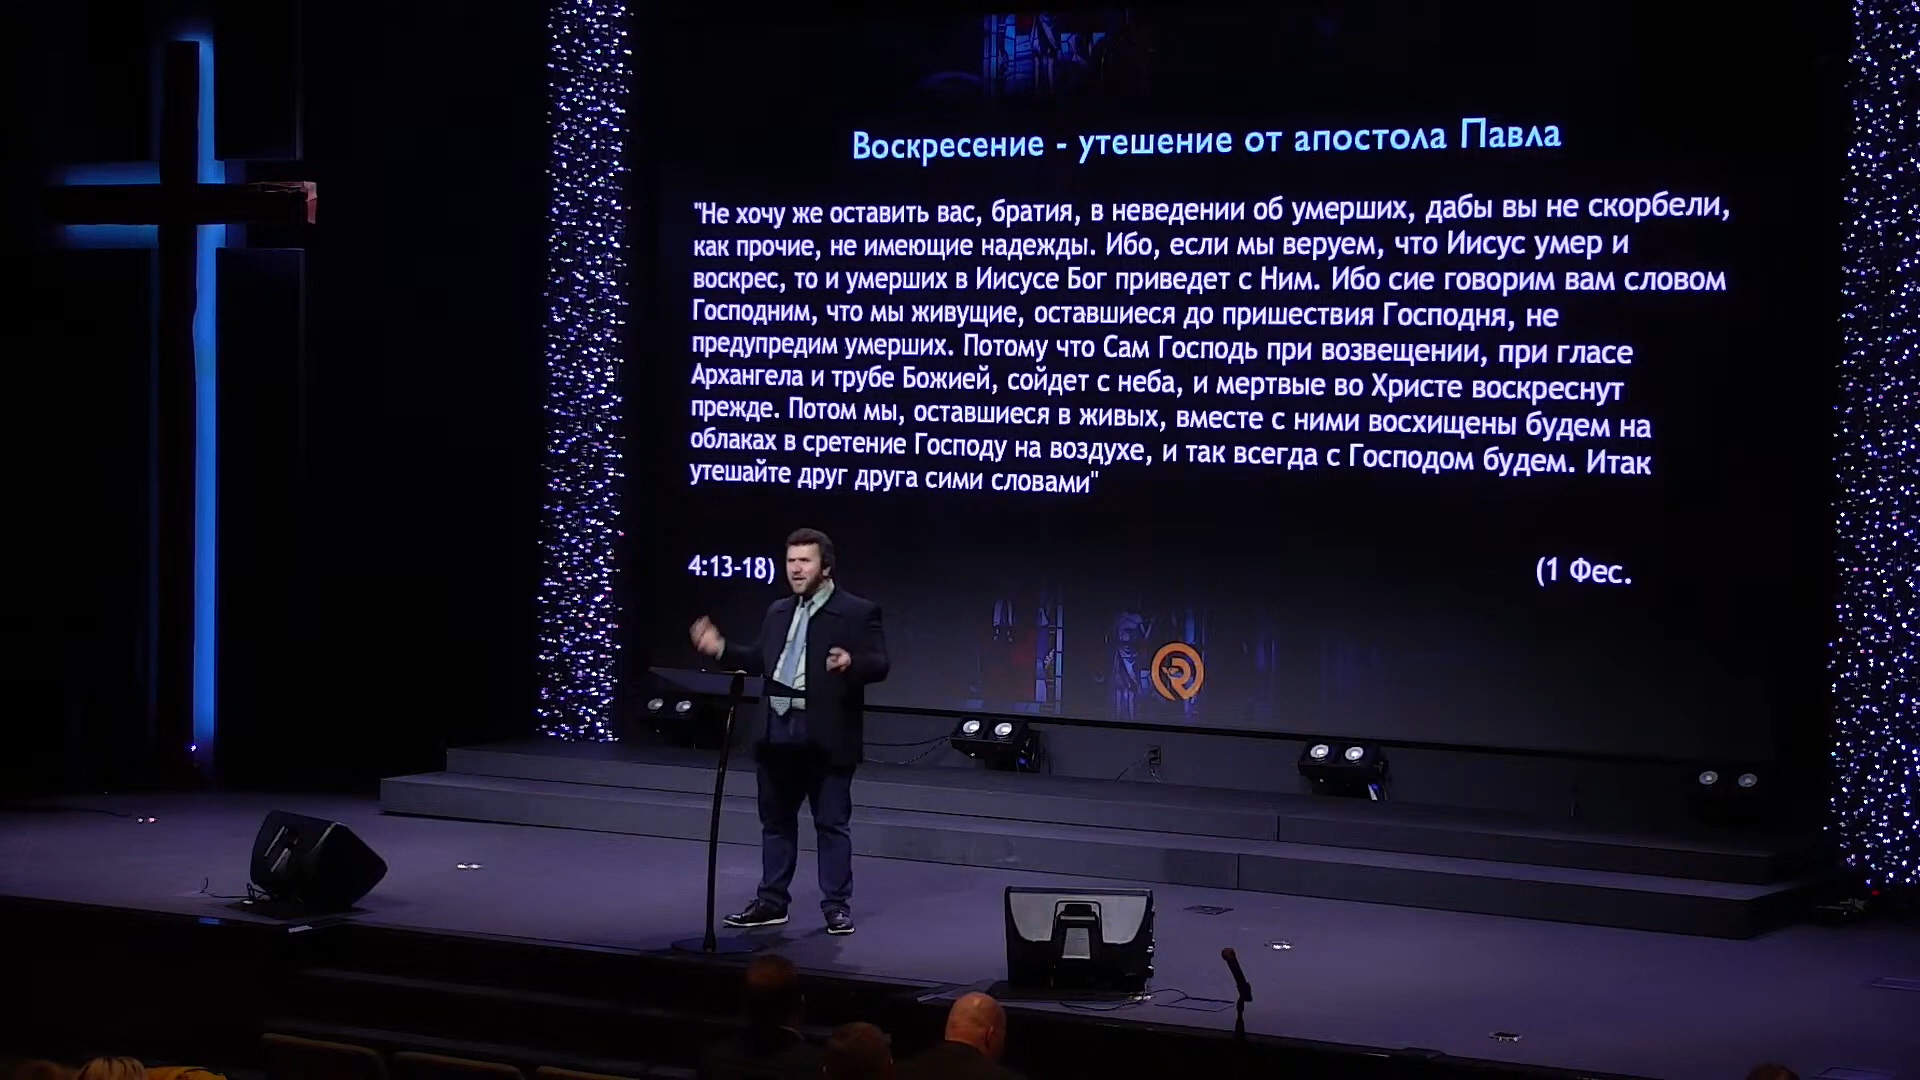 Воскресение - утешение от апостола Павла
"Не хочу же оставить вас, братия, в неведении об умерших, дабы вы не скорбели,
как прочие, не имеющие надежды. Ибо, если мы веруем, что Иисус умер и
воскрес, то и умерших в Иисусе Бог приведет с Ним. Ибо сие говорим вам словом
Господним, что мы живущие, оставшиеся до пришествия Господня, не
предупредим умерших. Потому что Сам Господь при возвещении, при гласе
Архангела и трубе Божией, сойдет с неба, и мертвые во Христе воскреснут
прежде. Потом мы, оставшиеся в живых, вместе с ними восхищены будем на
облаках в сретение Господу на воздухе, и так всегда с Господом будем. Итак
утешайте друг друга сими словами"
(1 Фес.
4:13-18)